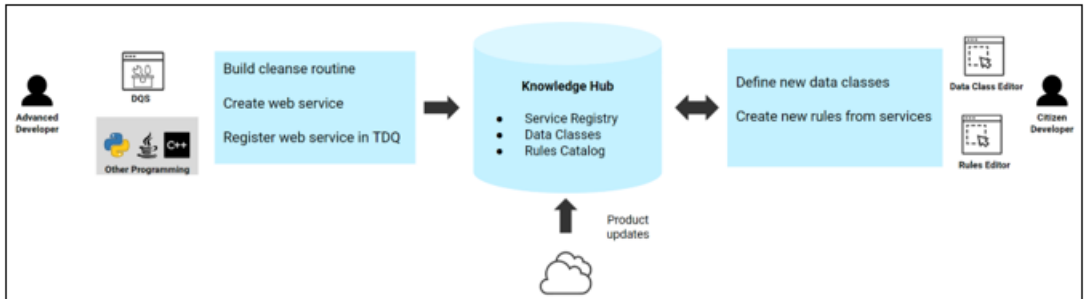 Advanced
Developer
DQS
C++
Other Programming
Build cleanse routine
Create web service
Register web service in TDQ
Knowledge Hub
● Service Registry
● Data Classes
● Rules Catalog
Product
updates
Define new data classes
Create new rules from services
Data Class Editor
Rules Editor
Citizen
Developer